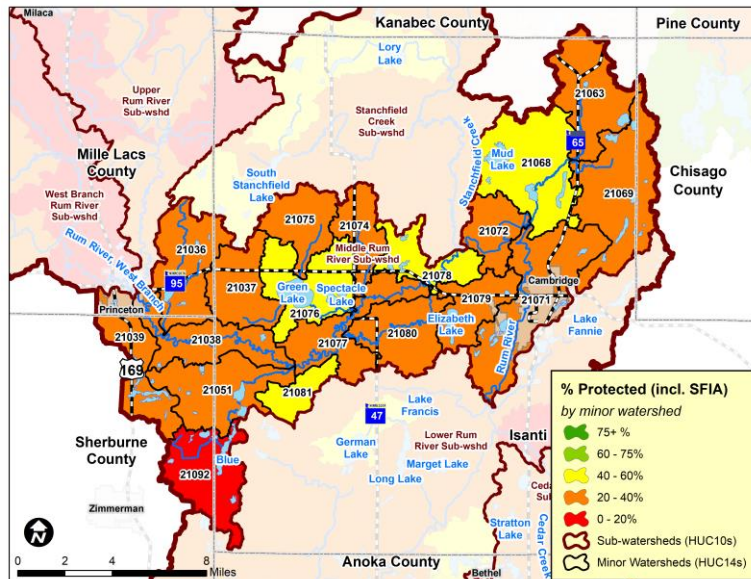 Milaca
Kanabec County
Pine County
Lory
Lake
Upper
Rum River
Sub-wshd
Stanchfield
Creek
Sub-wshd
21063
Mille Lacs
County
Stanchfield Creek
65
Mud
Lake
21068
Chisago
County
West Branch
Rum River
Sub-wshd
South
Stanchfield
Lake
21069
21075
21074
21072
Rum River, West Branch
21036
Middle Rum
River Sub-wshd
21078
95
21037
Green
Lake
Spectacle
Lake
Cambridge
Princeton
21076
21079
21071
21039
21038
21077
21080
Elizabeth
Lake
Rum River
Lake
Fannie
169
21051
21081
% Protected (incl. SFIA)
by minor watershed
75+ %
60 - 75%
40 - 60%
20 - 40%
0 - 20%
Sub-watersheds (HUC10s)
Minor Watersheds (HUC14s)
Lake
Francis
47
Sherburne
County
German
Lake
Lower Rum
River Sub-wshd
Isanti
Blue
21092
Marget Lake
Long Lake
Zimmerman
Stratton
Lake
Cedar Creek
N
Anoka County
Bethel
0 2 4 8
Miles